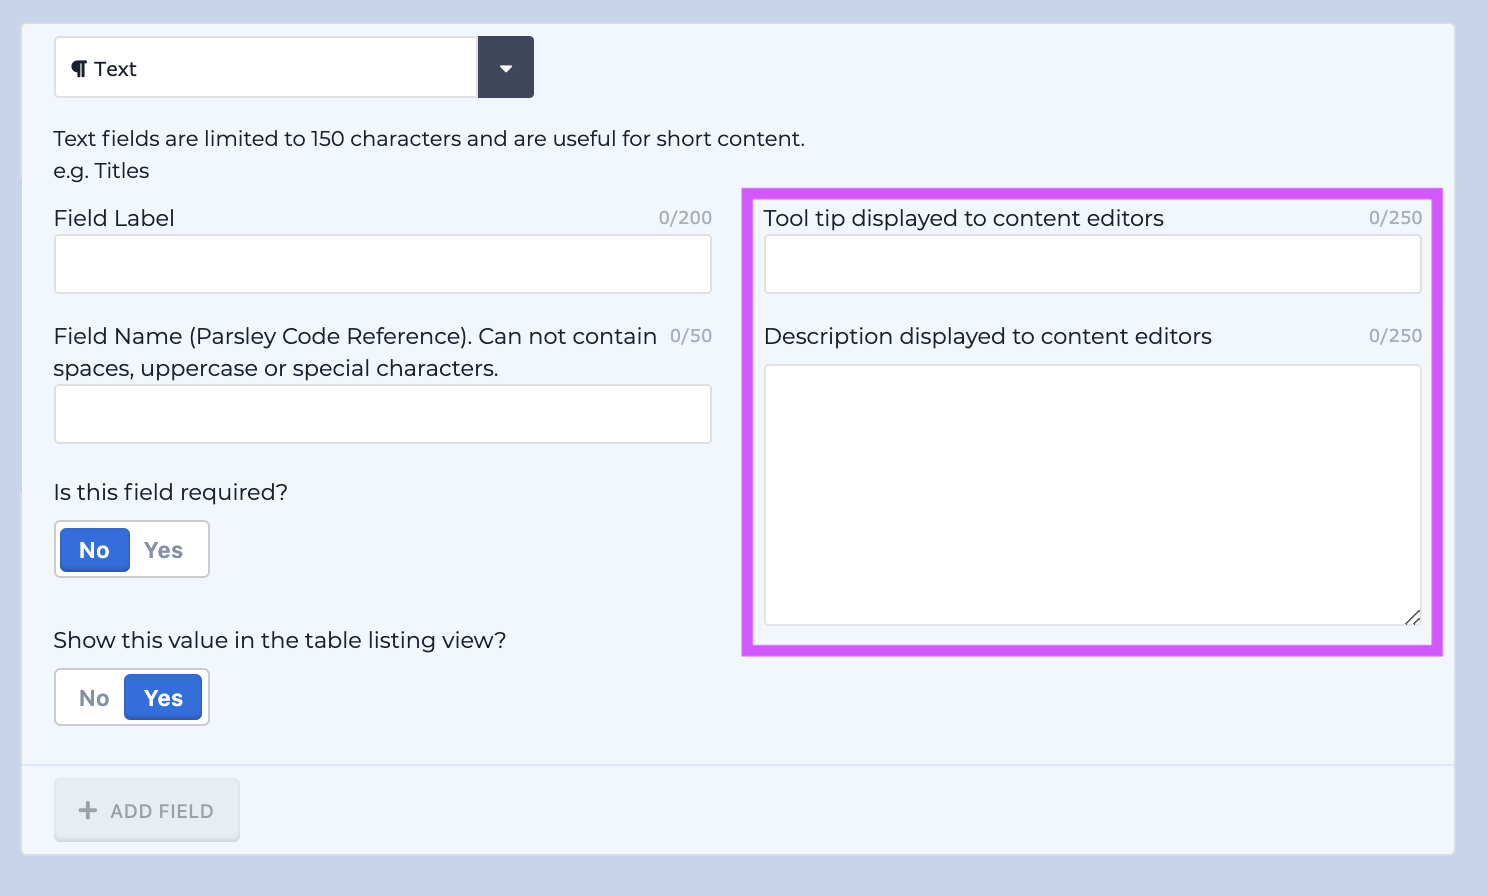 ¶ Text
Text fields are limited to 150 characters and are useful for short content.
e.g. Titles
Field Label 0/200
Tool tip displayed to content editors 0/250
Field Name (Parsley Code Reference). Can not contain 0/50
spaces, uppercase or special characters.
Description displayed to content editors 0/250
Is this field required?
No Yes
Show this value in the table listing view?
No Yes
+ ADD FIELD